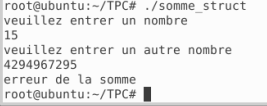 root@ubuntu:~/TPC# ./somme_struct
veuillez entrer un nombre
15
veuillez entrer un autre nombre
4294967295
erreur de la somme
root@ubuntu:~/TPC#